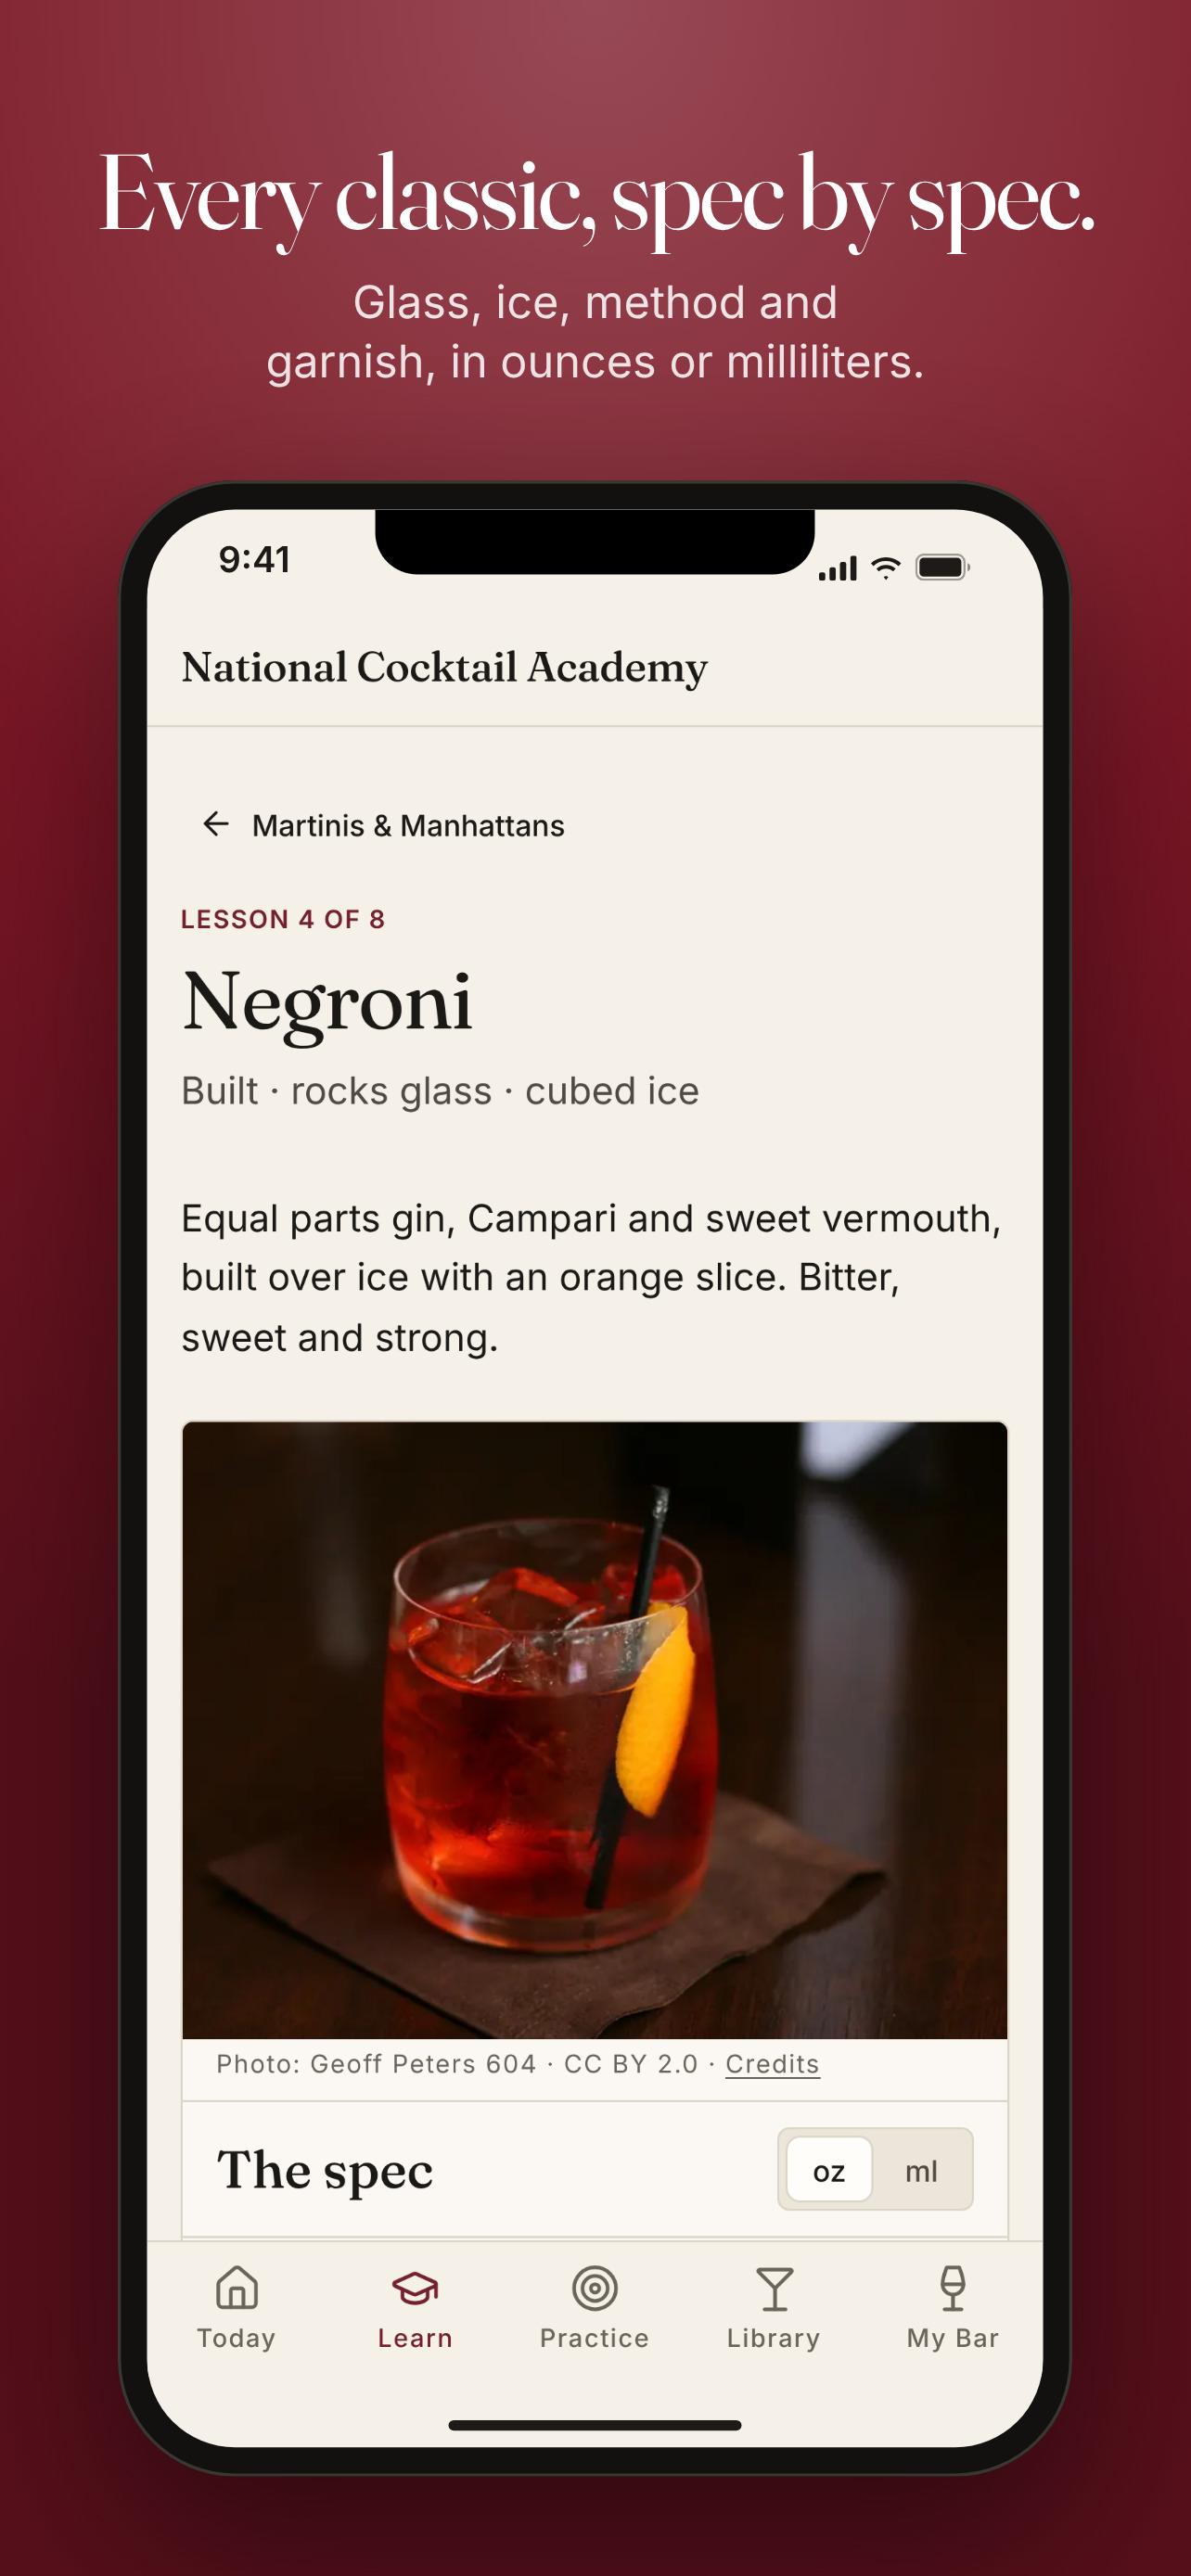 Every classic, spec by spec.
Glass, ice, method and
garnish, in ounces or milliliters.
9:41
National Cocktail Academy
← Martinis & Manhattans
LESSON 4 OF 8
Negroni
Built · rocks glass · cubed ice
Equal parts gin, Campari and sweet vermouth,
built over ice with an orange slice. Bitter,
sweet and strong.
Photo: Geoff Peters 604 · CC BY 2.0 · Credits
The spec oz ml
Today Learn Practice Library My Bar